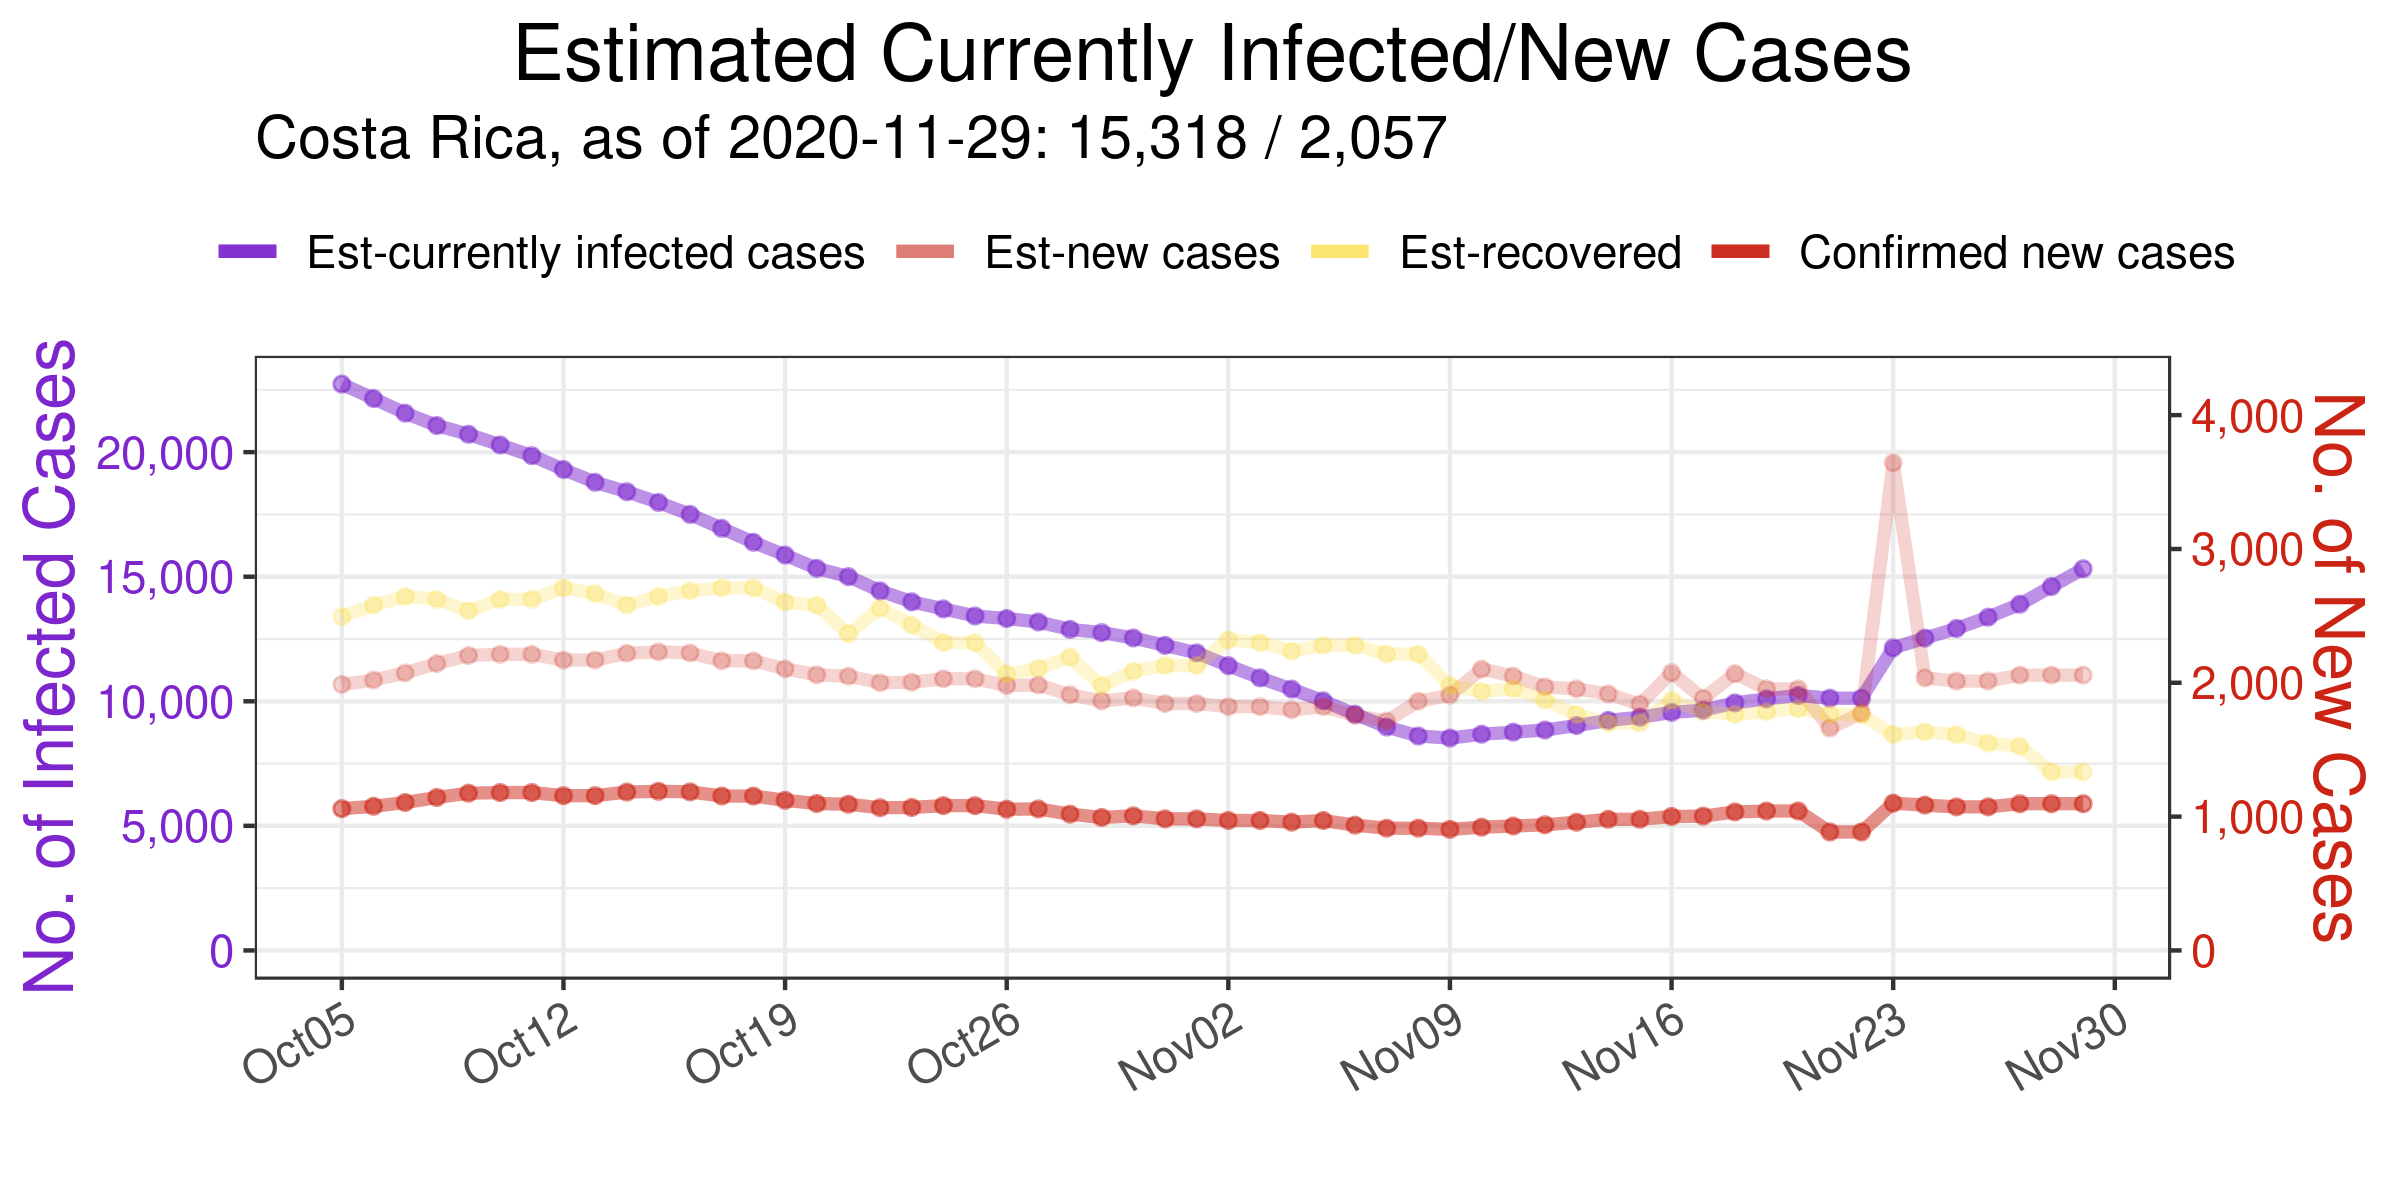 Estimated Currently Infected/New Cases
Costa Rica, as of 2020-11-29: 15,318 / 2,057
Est-currently infected cases Est-new cases Est-recovered Confirmed new cases
No. of Infected Cases
20,000
15,000
10,000
5,000
0
4,000
3,000
2,000
1,000
0
No. of New Cases
Oct05 Oct12 Oct19 Oct26 Nov02 Nov09 Nov16 Nov23 Nov30